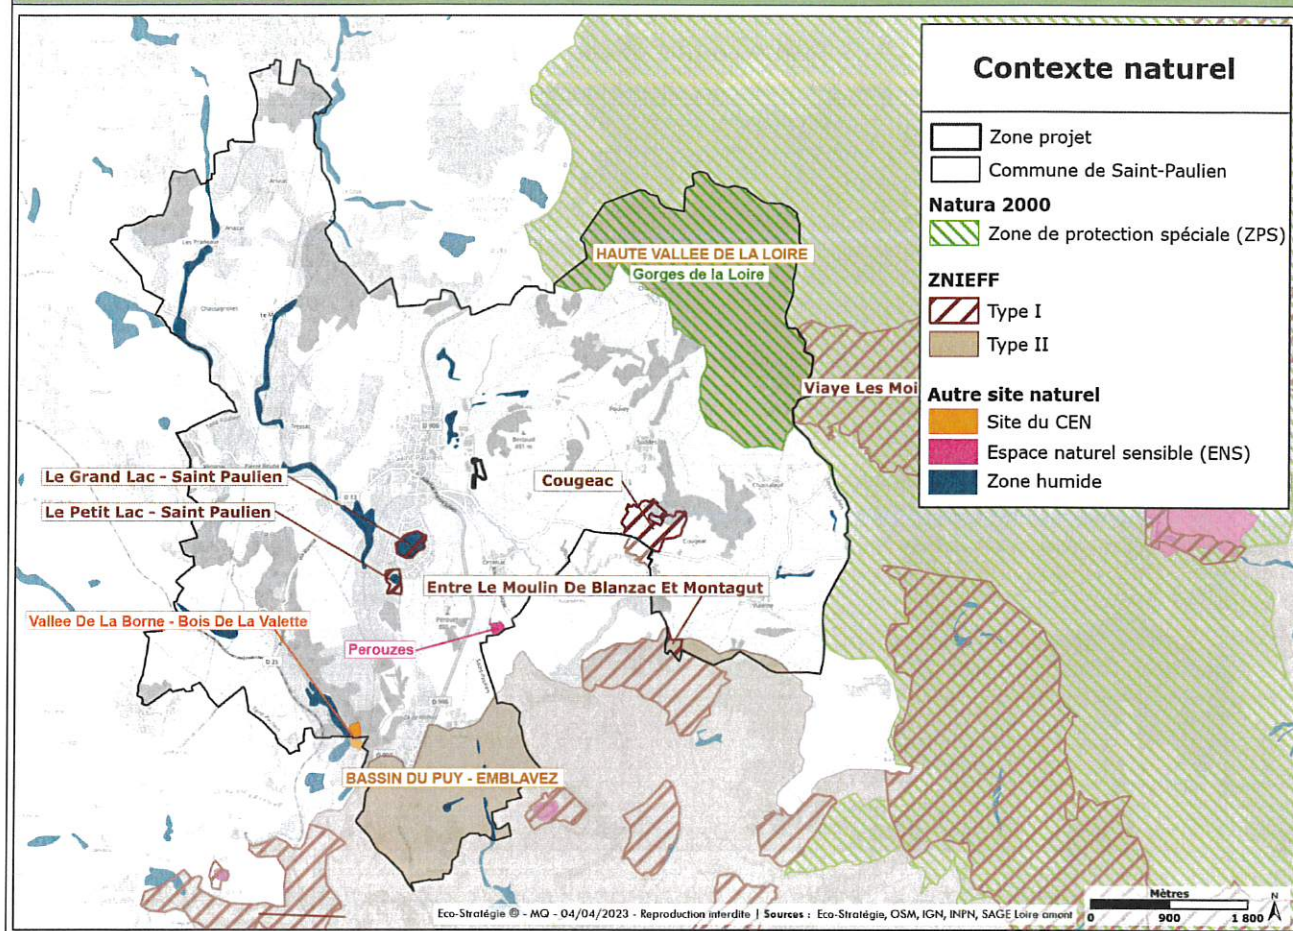 Contexte naturel
Zone projet
Commune de Saint-Paulien
Natura 2000
Zone de protection spéciale (ZPS)
ZNIEFF
Type I
Type II
Autre site naturel
Site du CEN
Espace naturel sensible (ENS)
Zone humide
HAUTE VALLEE DE LA LOIRE
Gorges de la Loire
Viaye Les Moi
Le Grand Lac - Saint Paulien
Cougeac
Le Petit Lac - Saint Paulien
Entre Le Moulin De Blanzac Et Montagut
Vallee De La Borne - Bois De La Valette
Perouzes
BASSIN DU PUY - EMBLAVEZ
D 906
D 13
D 25
Chassagnoles
Cougeac
Eco-Stratégie © - MQ - 04/04/2023 - Reproduction interdite | Sources : Eco-Stratégie, OSM, IGN, INPN, SAGE Loire amont
Mètres
0 900 1 800
N